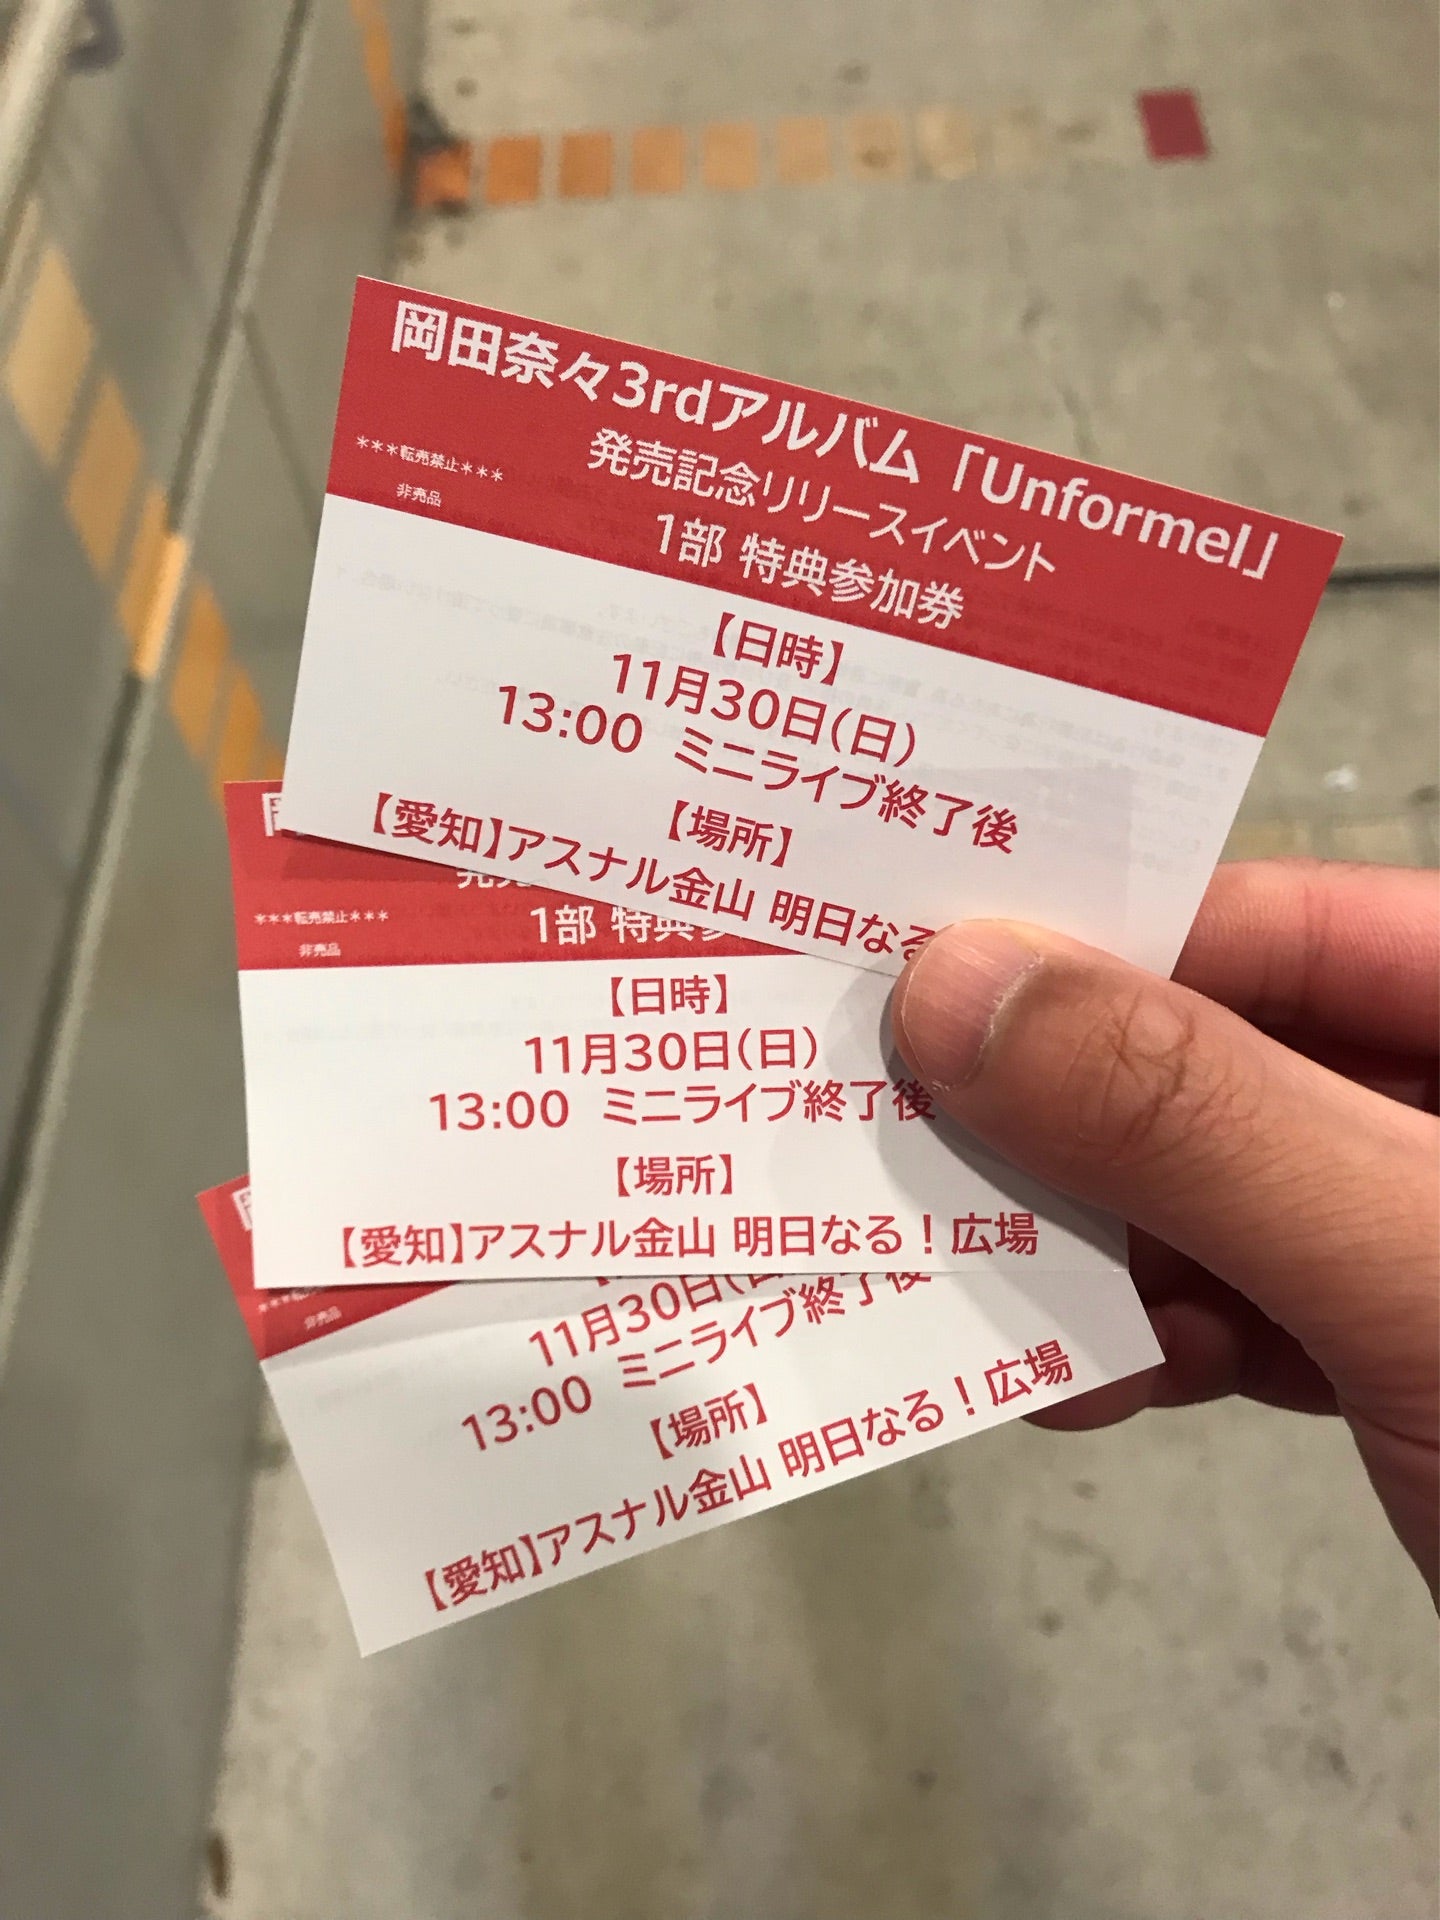 岡田奈々3rdアルバム「Unformel」
発売記念リリースイベント
***転売禁止***
非売品
1部 特典参加券
【日時】
11月30日(日)
13:00 ミニライブ終了後
【場所】
【愛知】アスナル金山 明日なる
***転売禁止***
非売品
1部 特典参
【日時】
11月30日(日)
13:00 ミニライブ終了後
【場所】
【愛知】アスナル金山 明日なる！広場
非売品
11月30日(日
13:00 ミニライブ終了後
【場所】
【愛知】アスナル金山 明日なる！広場